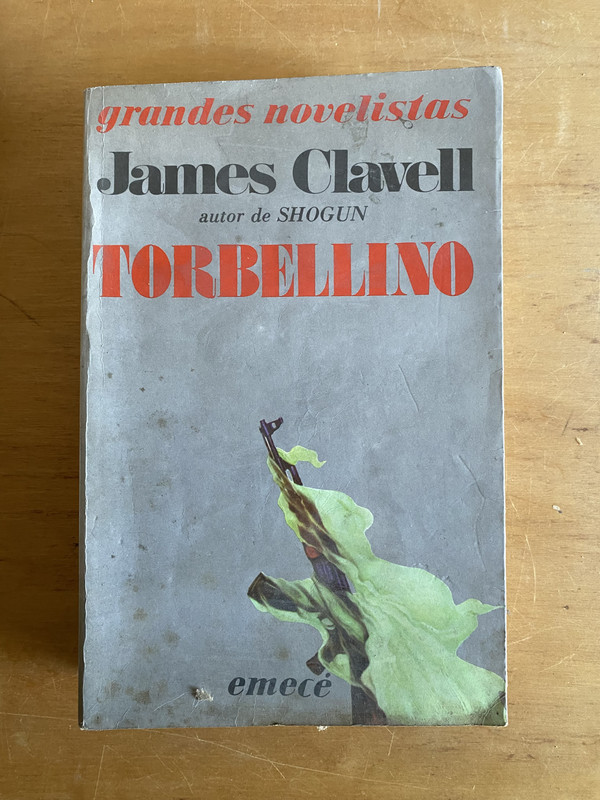 grandes novelistas
James Clavell
autor de SHOGUN
TORBELLINO
emecé